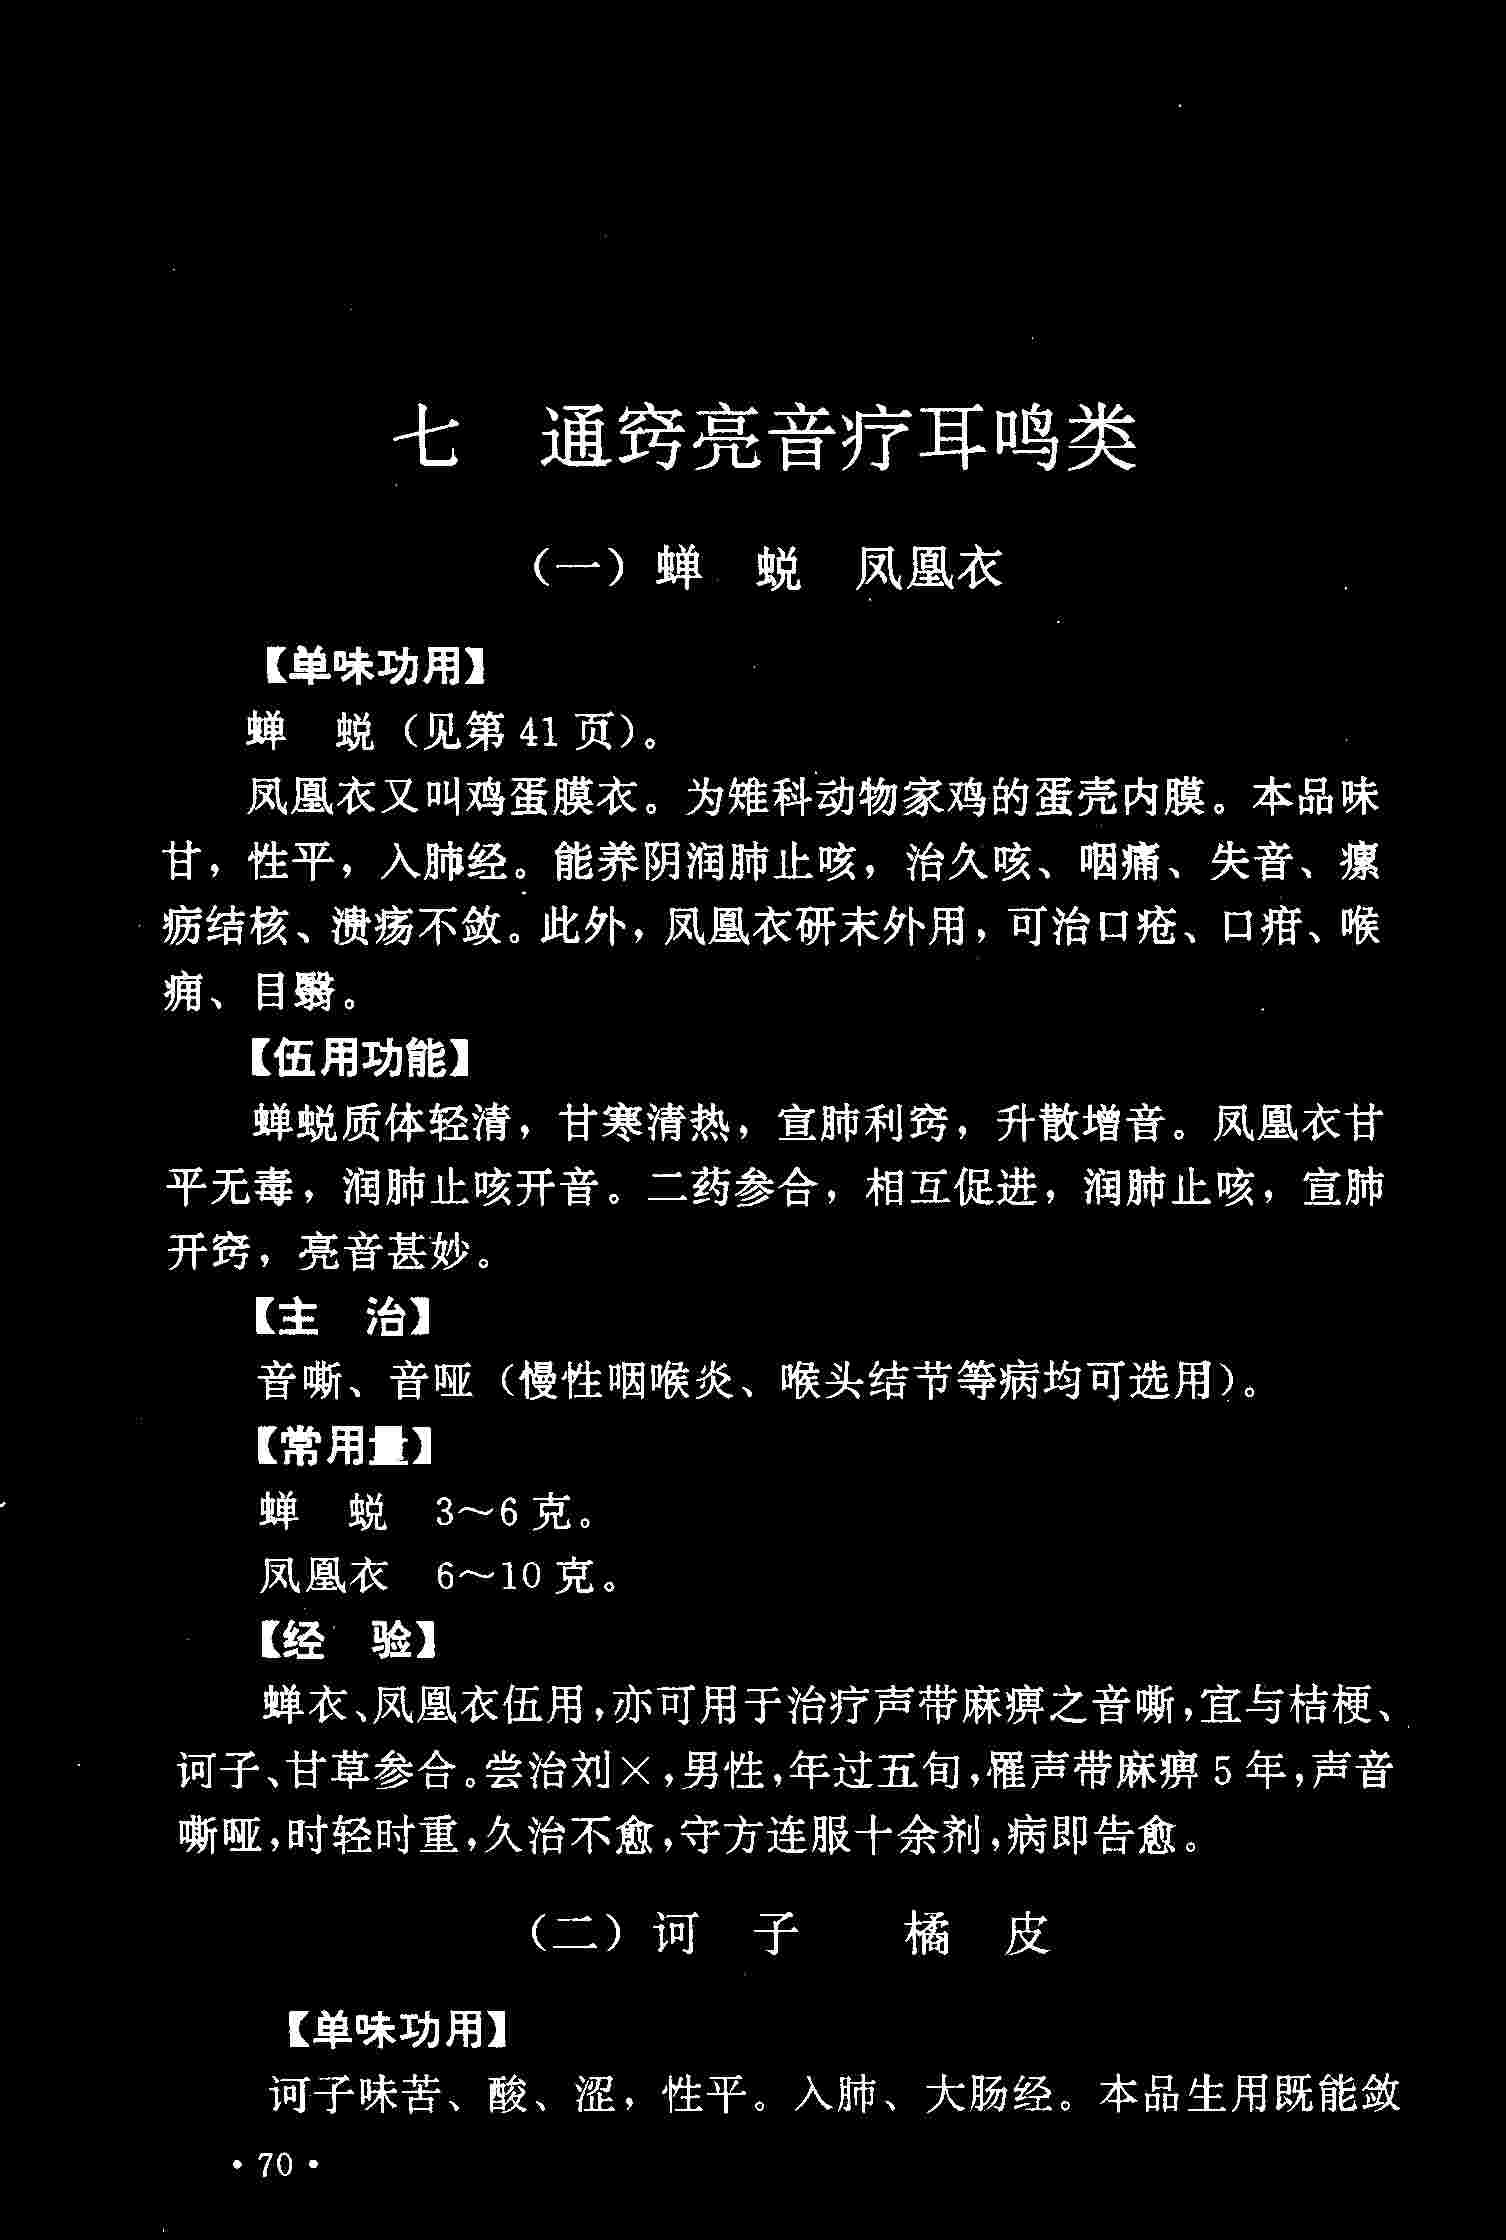 七　通窍亮音疗耳鸣类
（一）蝉　蜕　凤凰衣
【单味功用】
蝉　蜕（见第 41 页）。
凤凰衣又叫鸡蛋膜衣。为雉科动物家鸡的蛋壳内膜。本品味
甘，性平，入肺经。能养阴润肺止咳，治久咳、咽痛、失音、瘰
疬结核、溃疡不敛。此外，凤凰衣研末外用，可治口疮、口疳、喉
痈、目翳。
【伍用功能】
蝉蜕质体轻清，甘寒清热，宣肺利窍，升散增音。凤凰衣甘
平无毒，润肺止咳开音。二药参合，相互促进，润肺止咳，宣肺
开窍，亮音甚妙。
【主　治】
音嘶、音哑（慢性咽喉炎、喉头结节等病均可选用）。
【常用量】
蝉　蜕　3～6 克。
凤凰衣　6～10 克。
【经　验】
蝉衣、凤凰衣伍用，亦可用于治疗声带麻痹之音嘶，宜与桔梗、
诃子、甘草参合。尝治刘×，男性，年过五旬，罹声带麻痹 5 年，声音
嘶哑，时轻时重，久治不愈，守方连服十余剂，病即告愈。
（二）诃　子　　橘　皮
【单味功用】
诃子味苦、酸、涩，性平。入肺、大肠经。本品生用既能敛
·70·